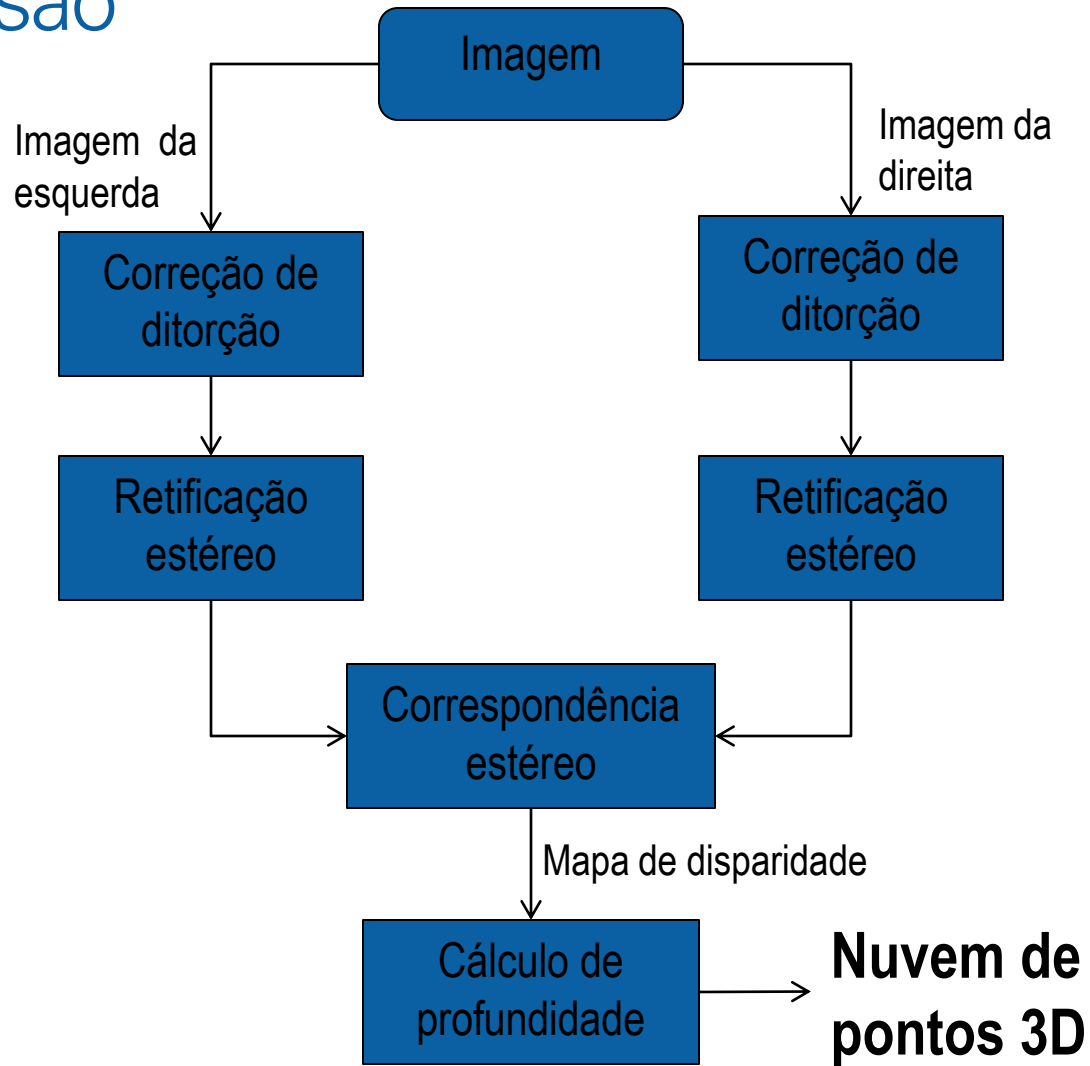 Imagem
Imagem da
esquerda
Imagem da
direita
Correção de
ditorção
Correção de
ditorção
Retificação
estéreo
Retificação
estéreo
Correspondência
estéreo
Mapa de disparidade
Cálculo de
profundidade
Nuvem de
pontos 3D